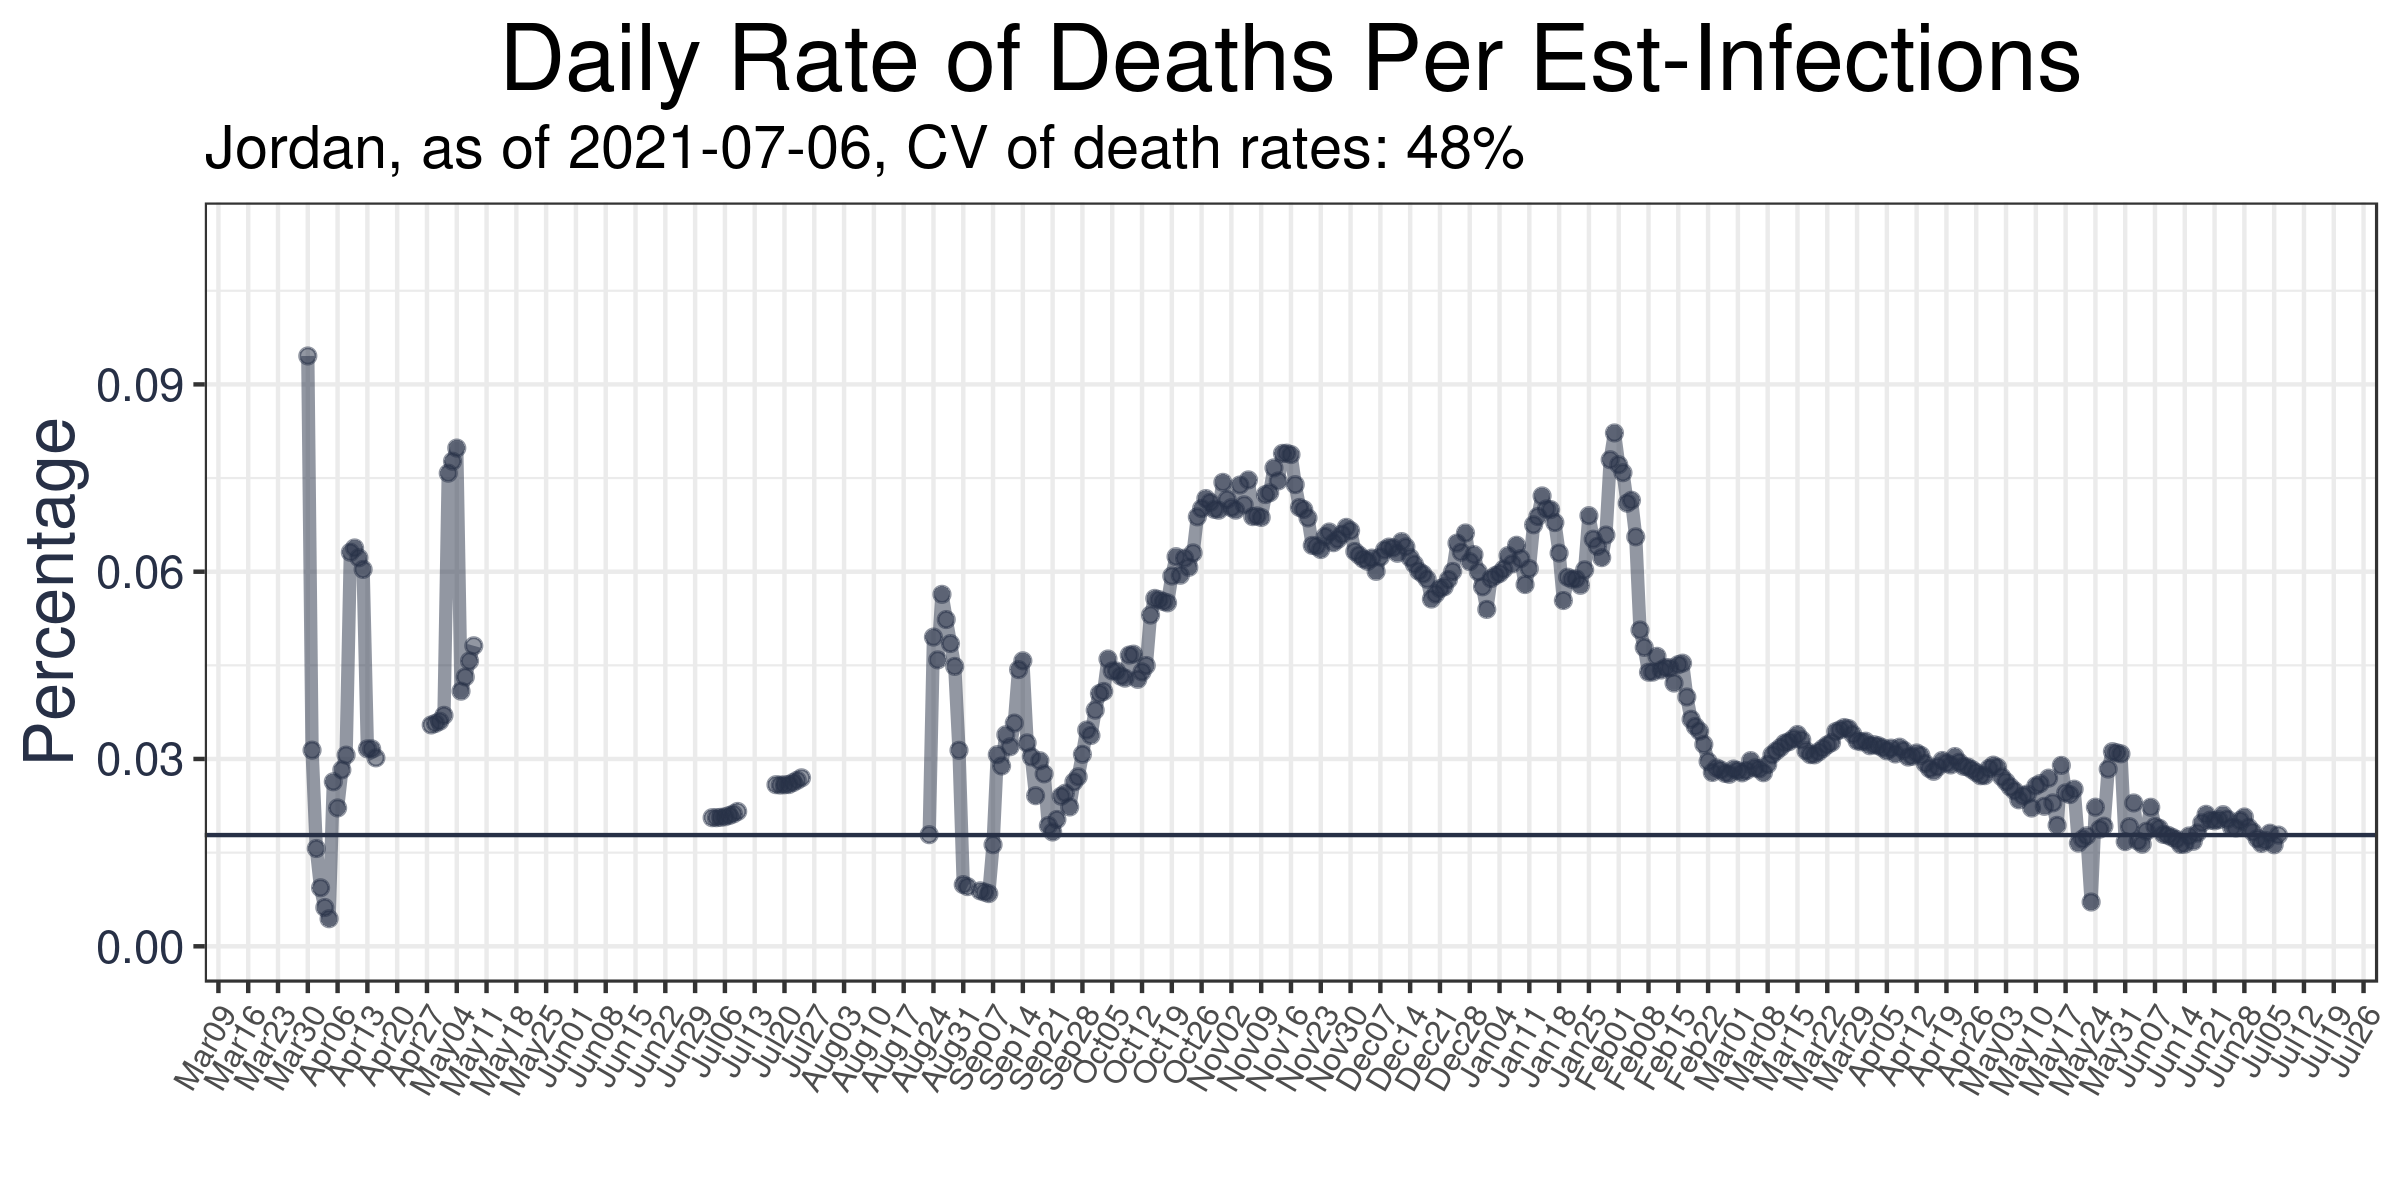 Daily Rate of Deaths Per Est-Infections
Jordan, as of 2021-07-06, CV of death rates: 48%
Percentage
0.09
0.06
0.03
0.00
Mar09
Mar16
Mar23
Mar30
Apr06
Apr13
Apr20
Apr27
May04
May11
May18
May25
Jun01
Jun08
Jun15
Jun22
Jun29
Jul06
Jul13
Jul20
Jul27
Aug03
Aug10
Aug17
Aug24
Aug31
Sep07
Sep14
Sep21
Sep28
Oct05
Oct12
Oct19
Oct26
Nov02
Nov09
Nov16
Nov23
Nov30
Dec07
Dec14
Dec21
Dec28
Jan04
Jan11
Jan18
Jan25
Feb01
Feb08
Feb15
Feb22
Mar01
Mar08
Mar15
Mar22
Mar29
Apr05
Apr12
Apr19
Apr26
May03
May10
May17
May24
May31
Jun07
Jun14
Jun21
Jun28
Jul05
Jul12
Jul19
Jul26